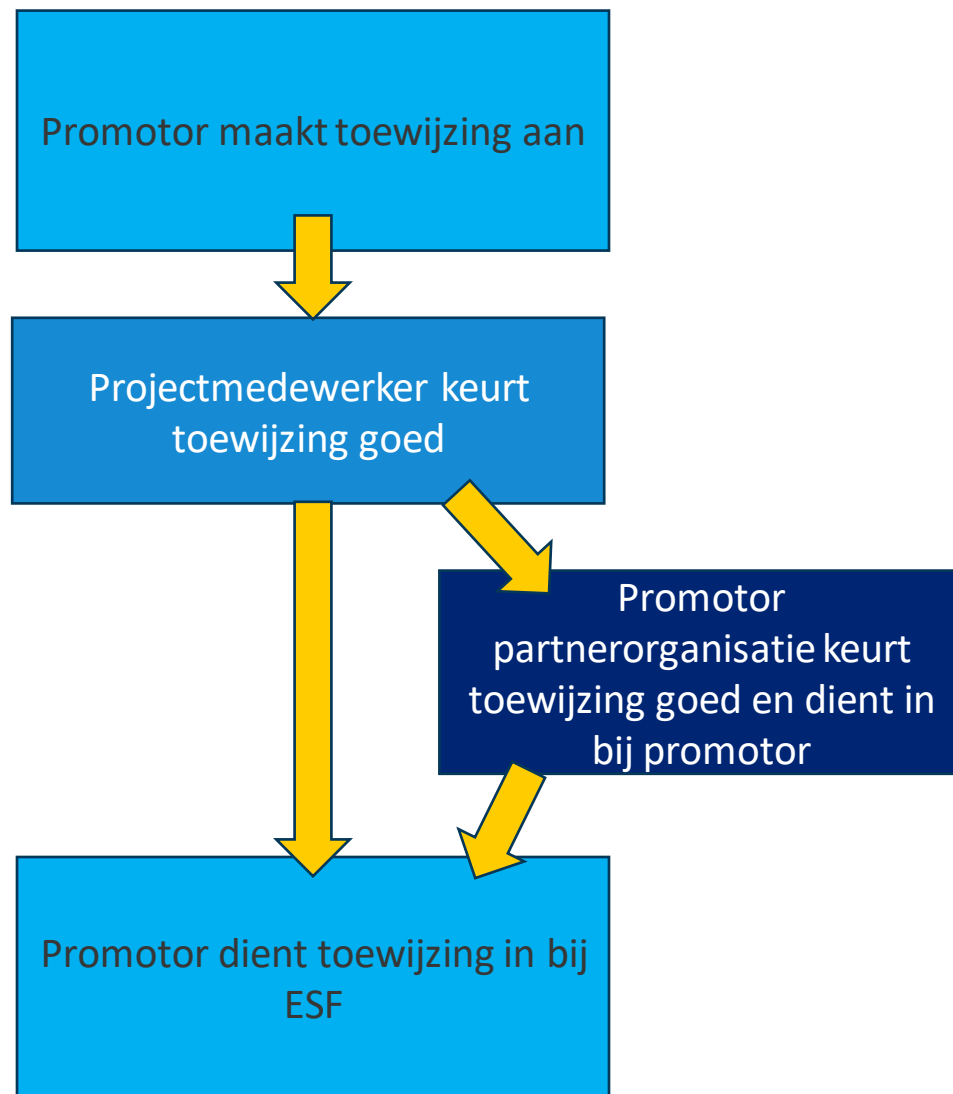 Promotor maakt toewijzing aan
Projectmedewerker keurt
toewijzing goed
Promotor
partnerorganisatie keurt
toewijzing goed en dient in
bij promotor
Promotor dient toewijzing in bij
ESF